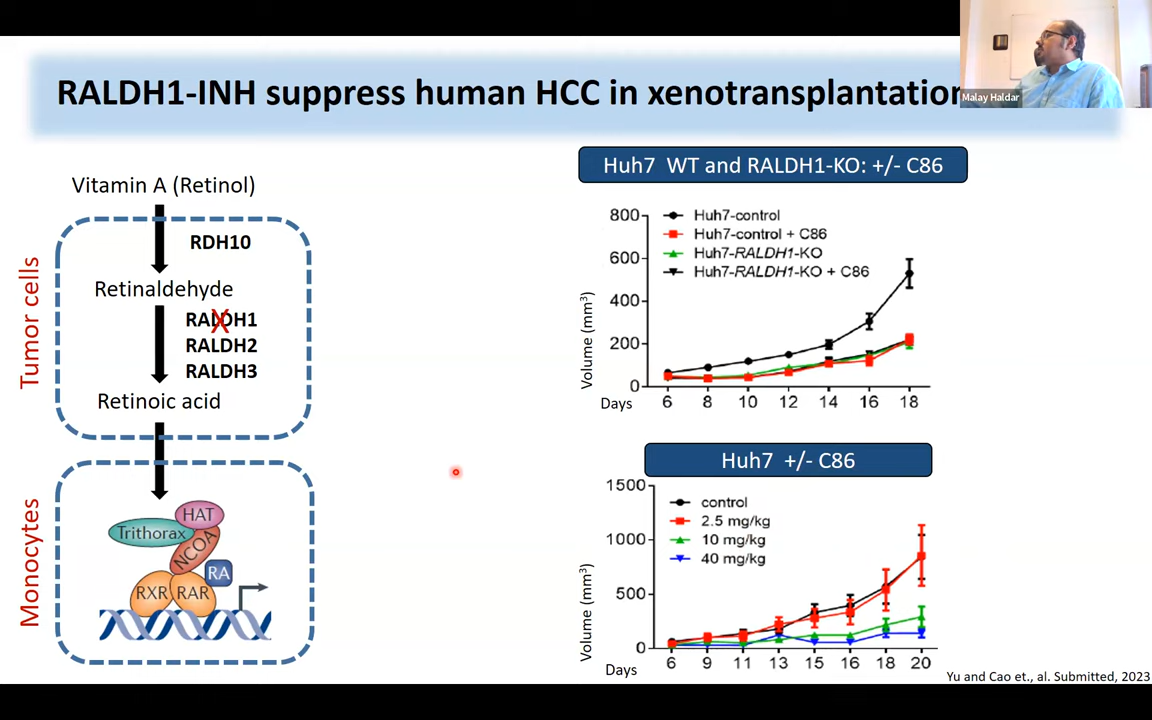 RALDH1-INH suppress human HCC in xenotransplantation
Malay Haldar
Vitamin A (Retinol)
RDH10
Retinaldehyde
RALDH1
RALDH2
RALDH3
Retinoic acid
Tumor cells
Monocytes
HAT
Trithorax
NCOA
RA
RXR
RAR
Huh7 WT and RALDH1-KO: +/- C86
Huh7-control
Huh7-control + C86
Huh7-RALDH1-KO
Huh7-RALDH1-KO + C86
800
600
400
200
0
Volume (mm³)
Days
6 8 10 12 14 16 18
Huh7 +/- C86
control
2.5 mg/kg
10 mg/kg
40 mg/kg
1500
1000
500
0
Volume (mm³)
Days
6 9 11 13 15 16 18 20
Yu and Cao et., al. Submitted, 2023